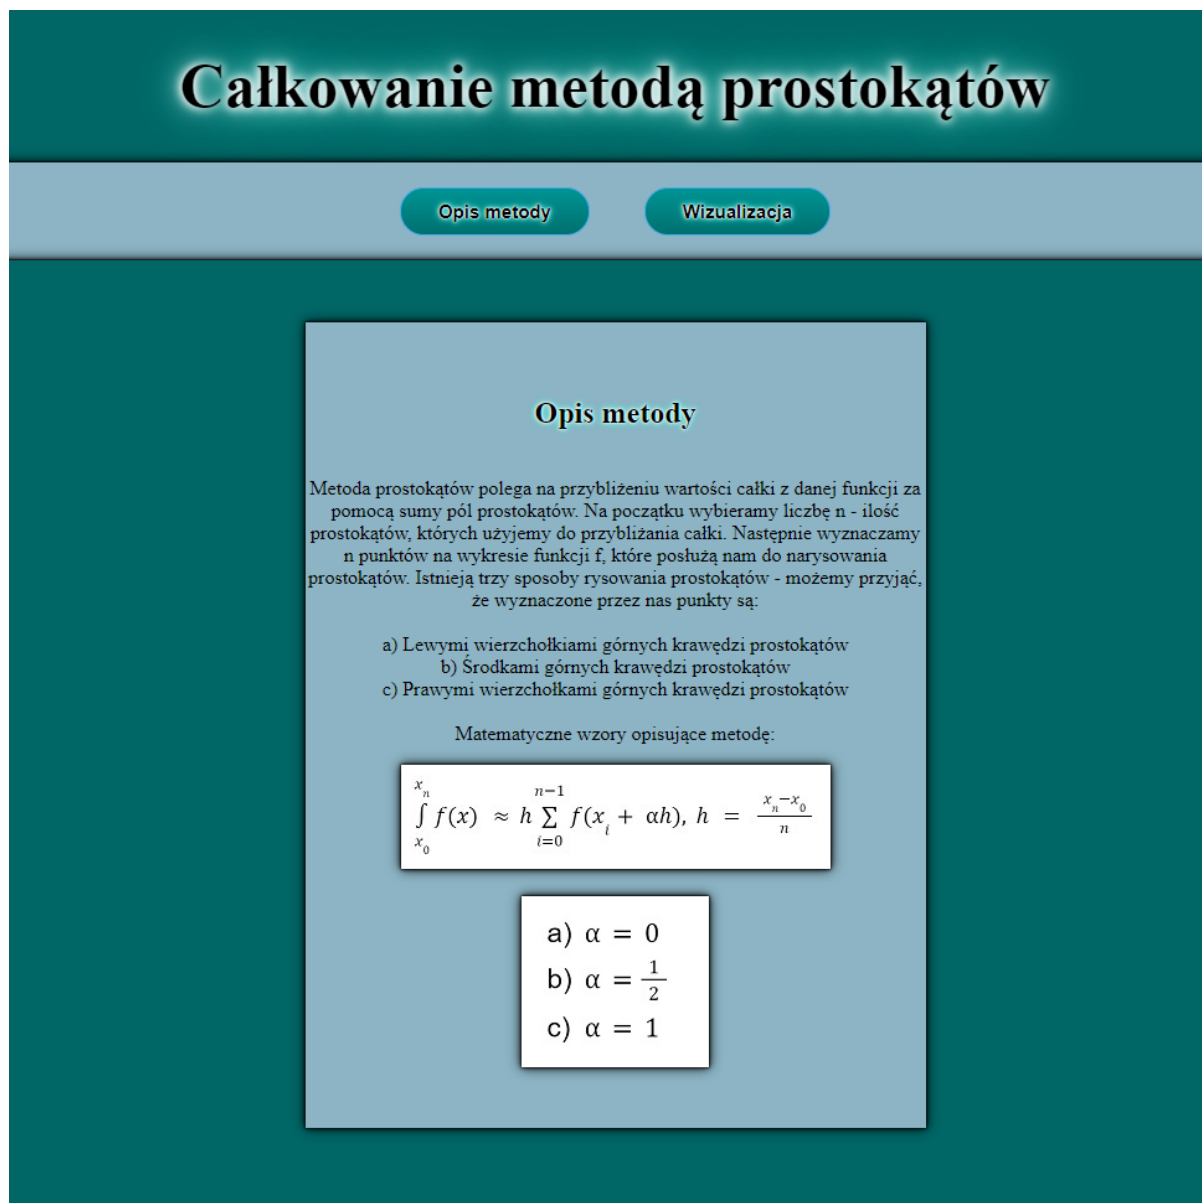 Całkowanie metodą prostokątów
Opis metody Wizualizacja
Opis metody
Metoda prostokątów polega na przybliżeniu wartości całki z danej funkcji za
pomocą sumy pól prostokątów. Na początku wybieramy liczbę n - ilość
prostokątów, których użyjemy do przybliżania całki. Następnie wyznaczamy
n punktów na wykresie funkcji f, które posłużą nam do narysowania
prostokątów. Istnieją trzy sposoby rysowania prostokątów - możemy przyjąć,
że wyznaczone przez nas punkty są:
a) Lewymi wierzchołkiami górnych krawędzi prostokątów
b) Środkami górnych krawędzi prostokątów
c) Prawymi wierzchołkami górnych krawędzi prostokątów
Matematyczne wzory opisujące metodę:
∫_{x_0}^{x_n} f(x) ≈ h ∑_{i=0}^{n−1} f(x_i + αh), h = (x_n−x_0)/n
a) α = 0
b) α = 1/2
c) α = 1